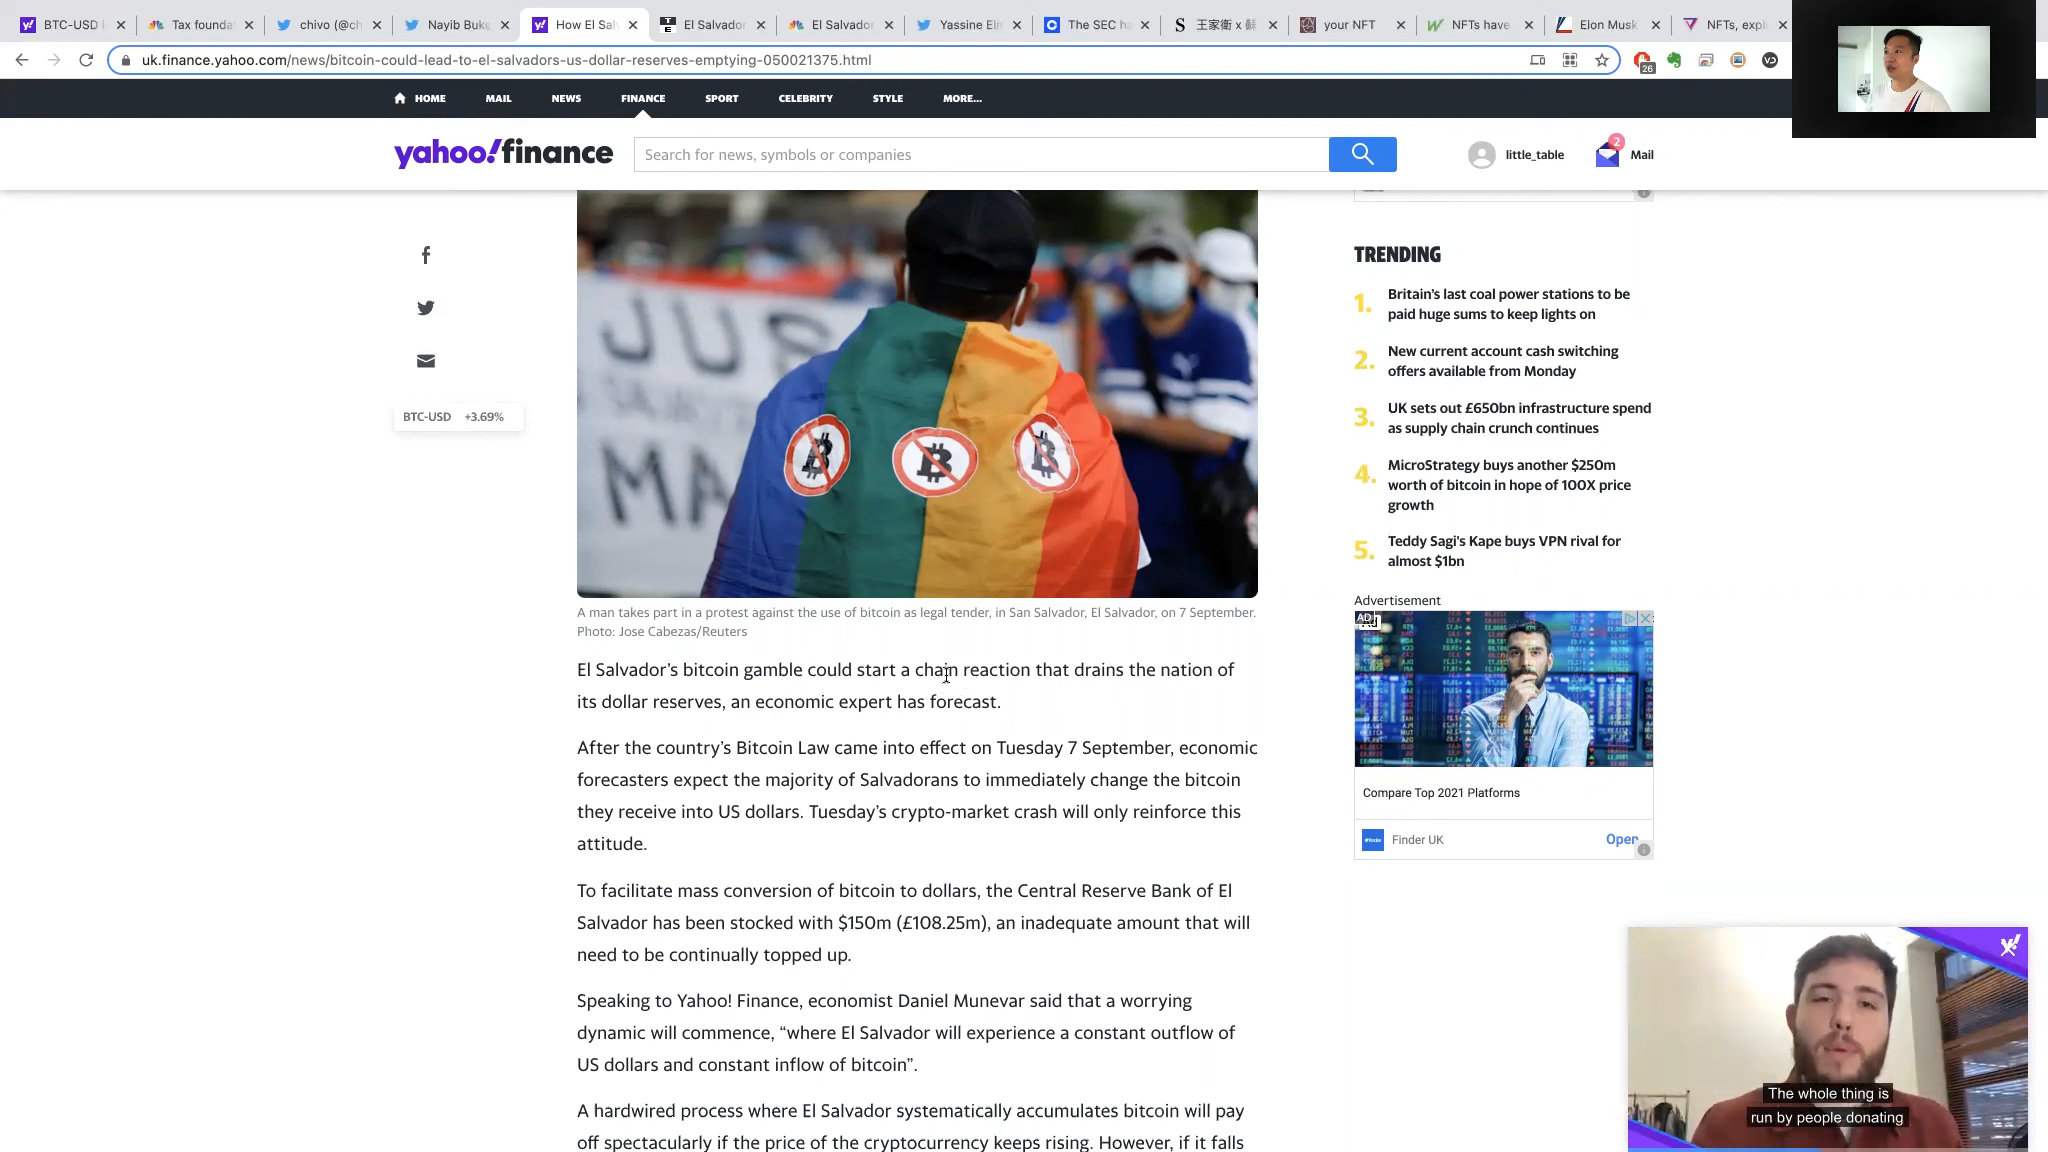 BTC-USD
Tax founda
chivo (@ch
Nayib Buke
How El Sal
El Salvador
El Salvador
Yassine Elm
The SEC ha
王家衛 x 蘇
your NFT
NFTs have
Elon Musk
NFTs, expl
uk.finance.yahoo.com/news/bitcoin-could-lead-to-el-salvadors-us-dollar-reserves-emptying-050021375.html
26
HOME MAIL NEWS FINANCE SPORT CELEBRITY STYLE MORE...
yahoo!finance
Search for news, symbols or companies
little_table
2
Mail
BTC-USD +3.69%
JUS
MA
A man takes part in a protest against the use of bitcoin as legal tender, in San Salvador, El Salvador, on 7 September.
Photo: Jose Cabezas/Reuters
El Salvador’s bitcoin gamble could start a chain reaction that drains the nation of
its dollar reserves, an economic expert has forecast.
After the country’s Bitcoin Law came into effect on Tuesday 7 September, economic
forecasters expect the majority of Salvadorans to immediately change the bitcoin
they receive into US dollars. Tuesday’s crypto-market crash will only reinforce this
attitude.
To facilitate mass conversion of bitcoin to dollars, the Central Reserve Bank of El
Salvador has been stocked with $150m (£108.25m), an inadequate amount that will
need to be continually topped up.
Speaking to Yahoo! Finance, economist Daniel Munevar said that a worrying
dynamic will commence, “where El Salvador will experience a constant outflow of
US dollars and constant inflow of bitcoin”.
A hardwired process where El Salvador systematically accumulates bitcoin will pay
off spectacularly if the price of the cryptocurrency keeps rising. However, if it falls
TRENDING
1. Britain’s last coal power stations to be
paid huge sums to keep lights on
2. New current account cash switching
offers available from Monday
3. UK sets out £650bn infrastructure spend
as supply chain crunch continues
4. MicroStrategy buys another $250m
worth of bitcoin in hope of 100X price
growth
5. Teddy Sagi’s Kape buys VPN rival for
almost $1bn
Advertisement
AD
Compare Top 2021 Platforms
Finder UK
Open
The whole thing is
run by people donating